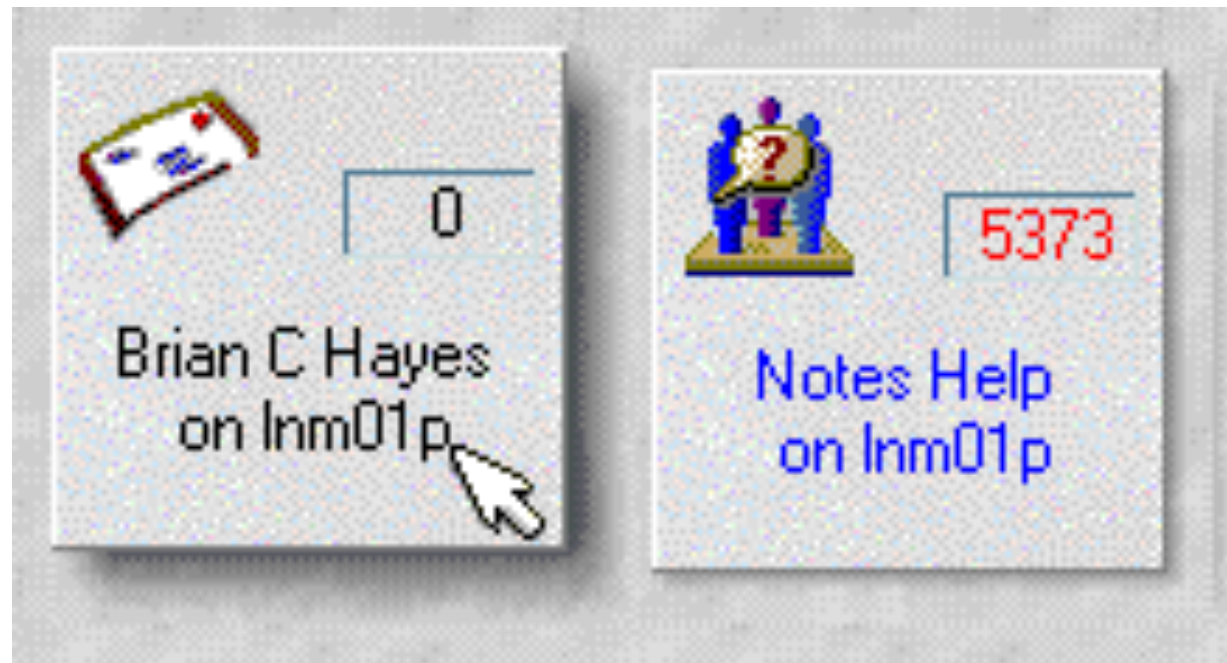 0
Brian C Hayes
on lnm01p
?
5373
Notes Help
on lnm01p